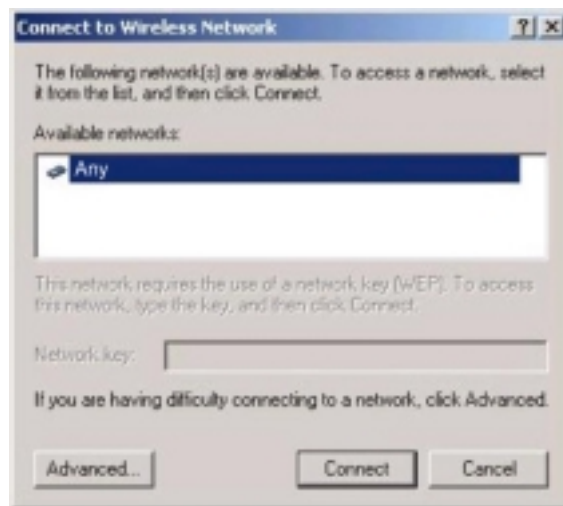 Connect to Wireless Network
The following network(s) are available. To access a network, select
it from the list, and then click Connect.
Available networks:
Any
This network requires the use of a network key (WEP). To access
this network, type the key, and then click Connect.
Network key:
If you are having difficulty connecting to a network, click Advanced.
Advanced...
Connect
Cancel